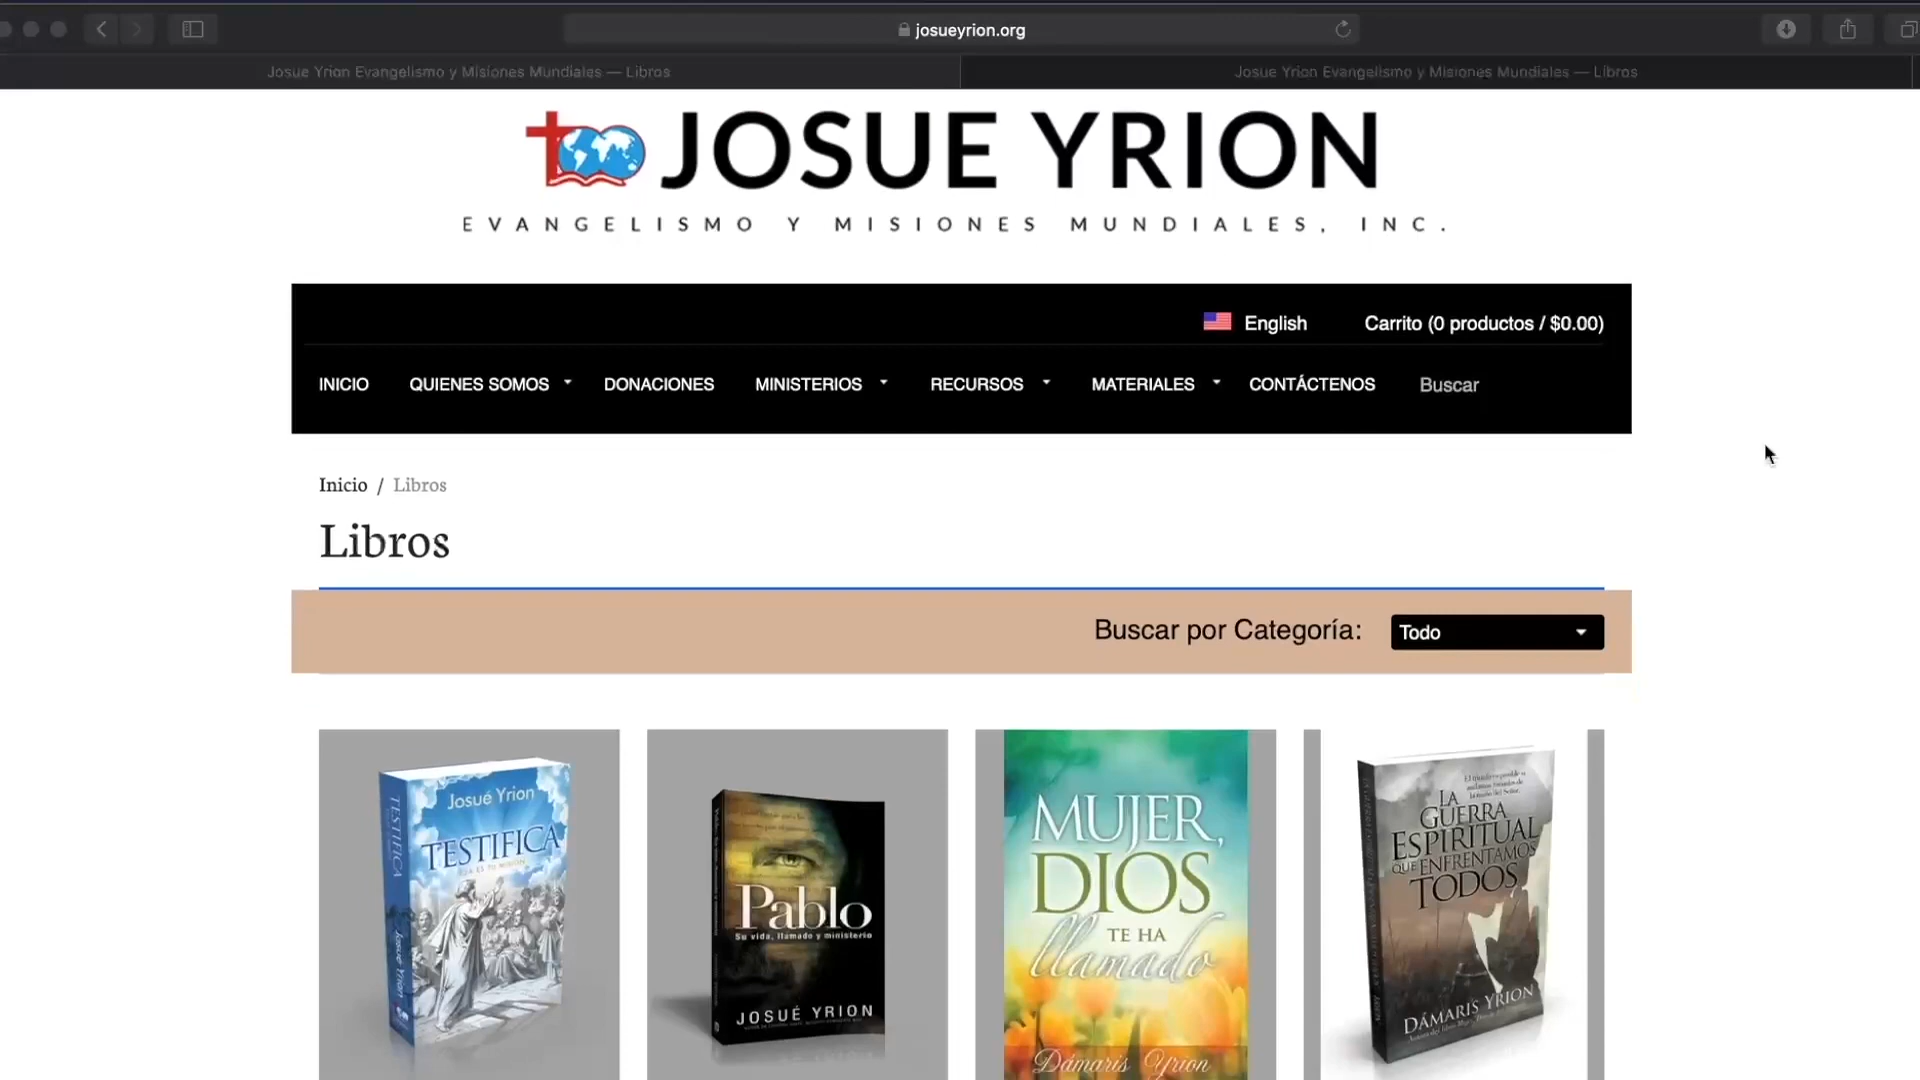 josueyrion.org
Josue Yrion Evangelismo y Misiones Mundiales — Libros
Josue Yrion Evangelismo y Misiones Mundiales — Libros
JOSUE YRION
EVANGELISMO Y MISIONES MUNDIALES, INC.
English
Carrito (0 productos / $0.00)
INICIO QUIENES SOMOS DONACIONES MINISTERIOS RECURSOS MATERIALES CONTÁCTENOS Buscar
Inicio / Libros
Libros
Buscar por Categoría: Todo
Josué Yrion
TESTIFICA
TESTIFICA
Josué Yrion
Pablo
Su vida, llamado y ministerio
JOSUÉ YRION
MUJER,
DIOS
TE HA
llamado
Dámaris Yrion
LA
GUERRA
ESPIRITUAL
QUE ENFRENTAMOS
TODOS
DÁMARIS YRION